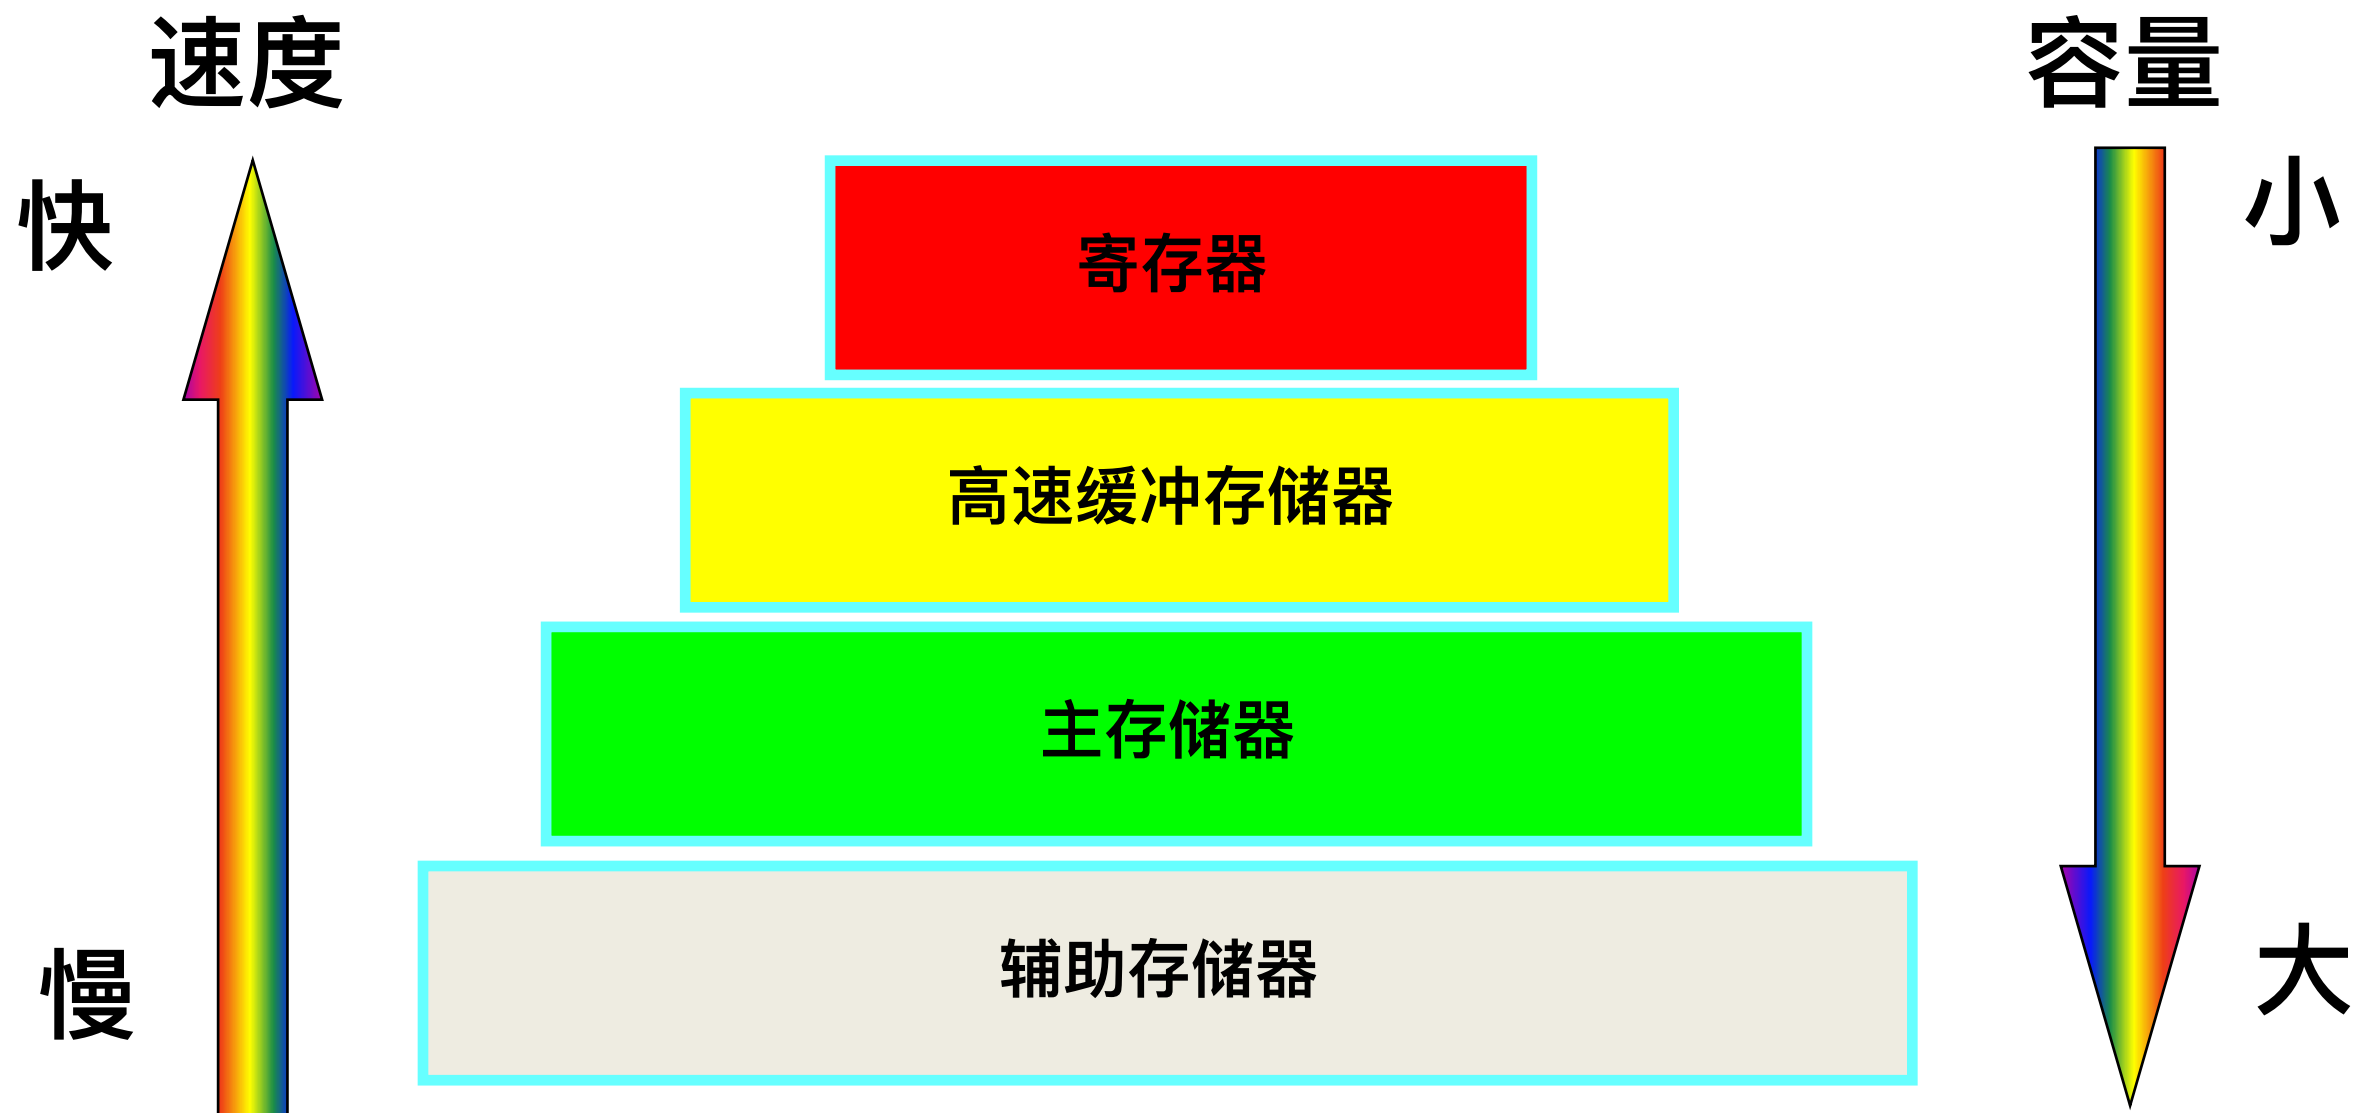 速度
容量
快
小
寄存器
高速缓冲存储器
主存储器
辅助存储器
慢
大